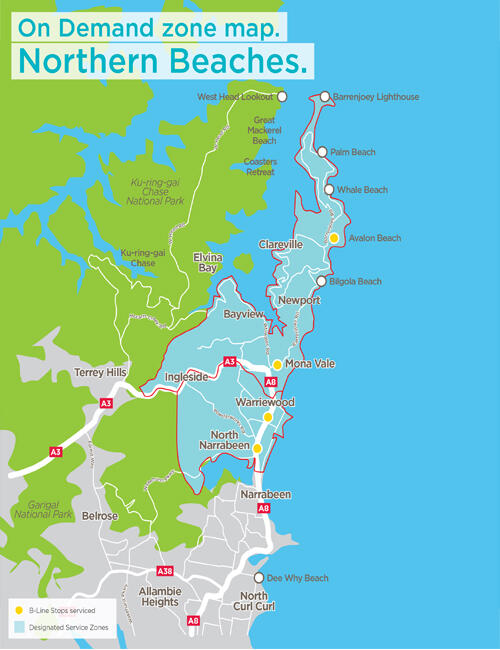 On Demand zone map.
Northern Beaches.
West Head Lookout
Barrenjoey Lighthouse
Great
Mackerel
Beach
Palm Beach
Coasters
Retreat
Ku-ring-gai
Chase
National Park
Whale Beach
Avalon Beach
Clareville
Ku-ring-gai
Chase
Elvina
Bay
Bilgola Beach
Newport
Bayview
Mona Vale
A3
Terrey Hills
Ingleside
A8
A3
Warriewood
North
Narrabeen
A3
Narrabeen
Garigal
National Park
A8
Belrose
A38
Dee Why Beach
Allambie
Heights
North
Curl Curl
A8
B-Line Stops serviced
Designated Service Zones